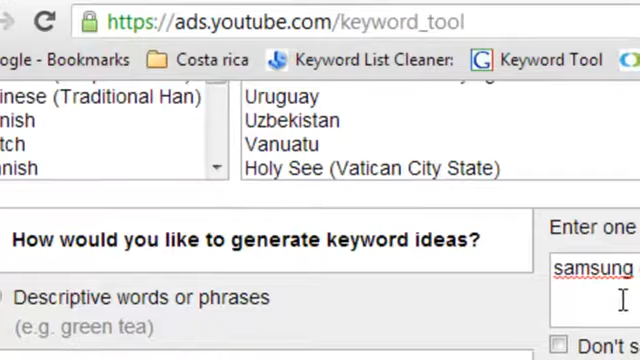 https://ads.youtube.com/keyword_tool
ogle - Bookmarks Costa rica Keyword List Cleaner: Keyword Tool
inese (Traditional Han)
nish
tch
nish
Uruguay
Uzbekistan
Vanuatu
Holy See (Vatican City State)
How would you like to generate keyword ideas?
Descriptive words or phrases
(e.g. green tea)
Enter one
samsung
Don't s